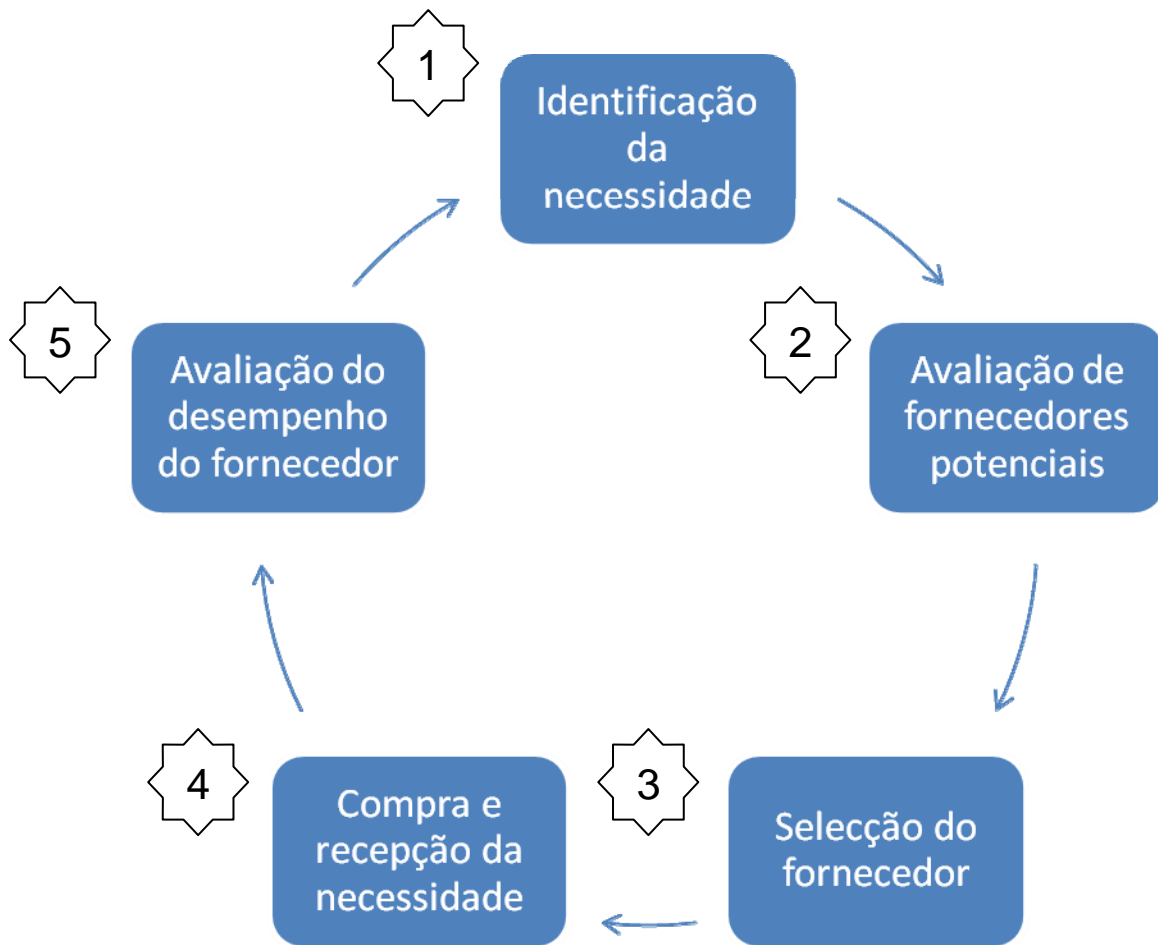 1
Identificação
da
necessidade
2
Avaliação de
fornecedores
potenciais
3
Selecção do
fornecedor
4
Compra e
recepção da
necessidade
5
Avaliação do
desempenho
do fornecedor